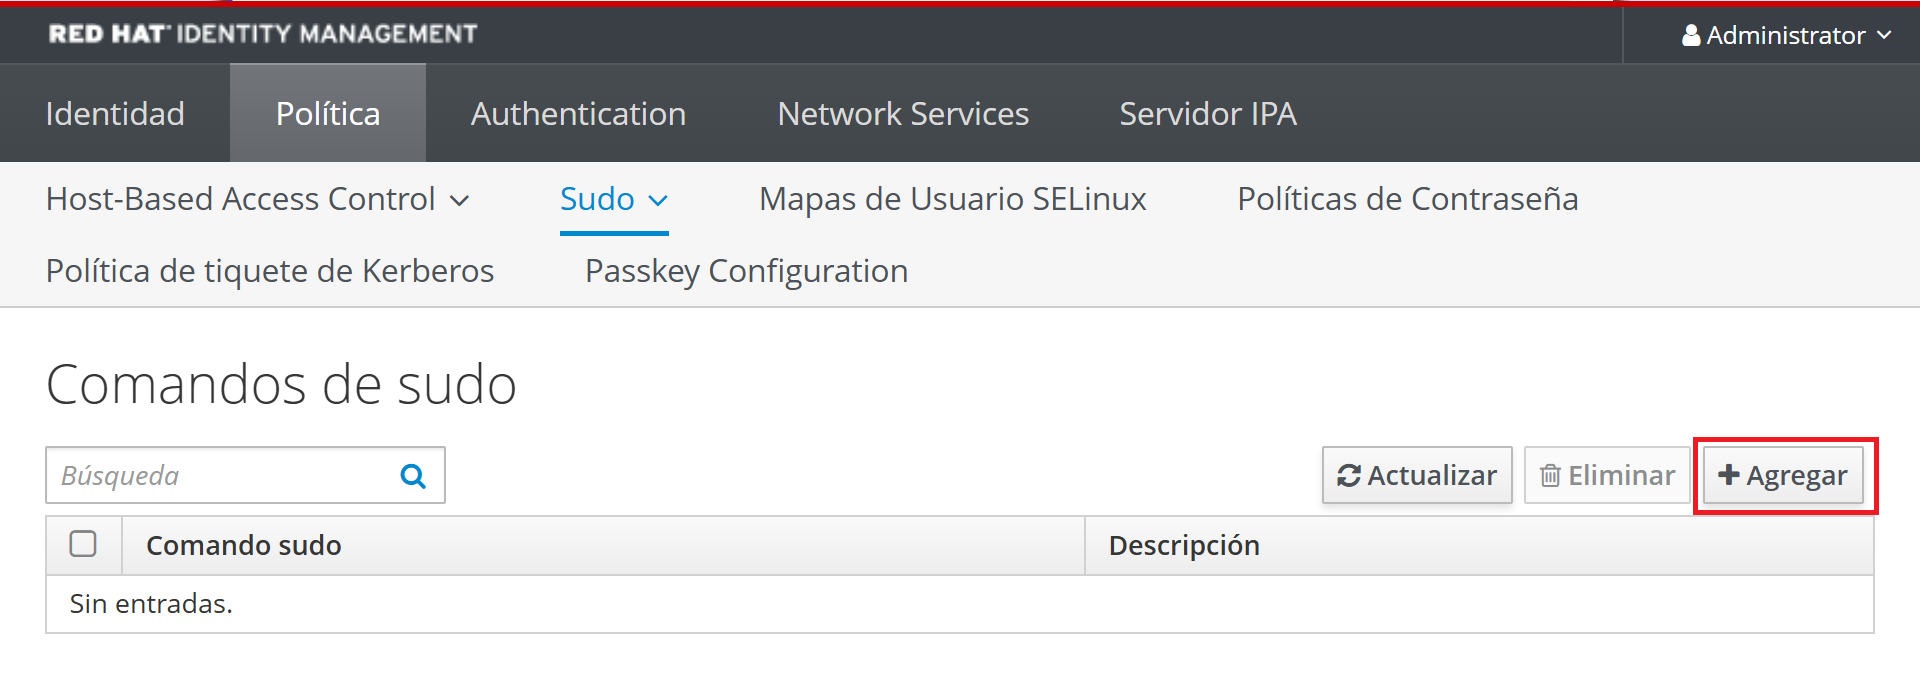 RED HAT® IDENTITY MANAGEMENT
Administrator
Identidad Política Authentication Network Services Servidor IPA
Host-Based Access Control Sudo Mapas de Usuario SELinux Políticas de Contraseña
Política de tiquete de Kerberos Passkey Configuration
Comandos de sudo
Búsqueda Actualizar Eliminar Agregar
Comando sudo Descripción
Sin entradas.